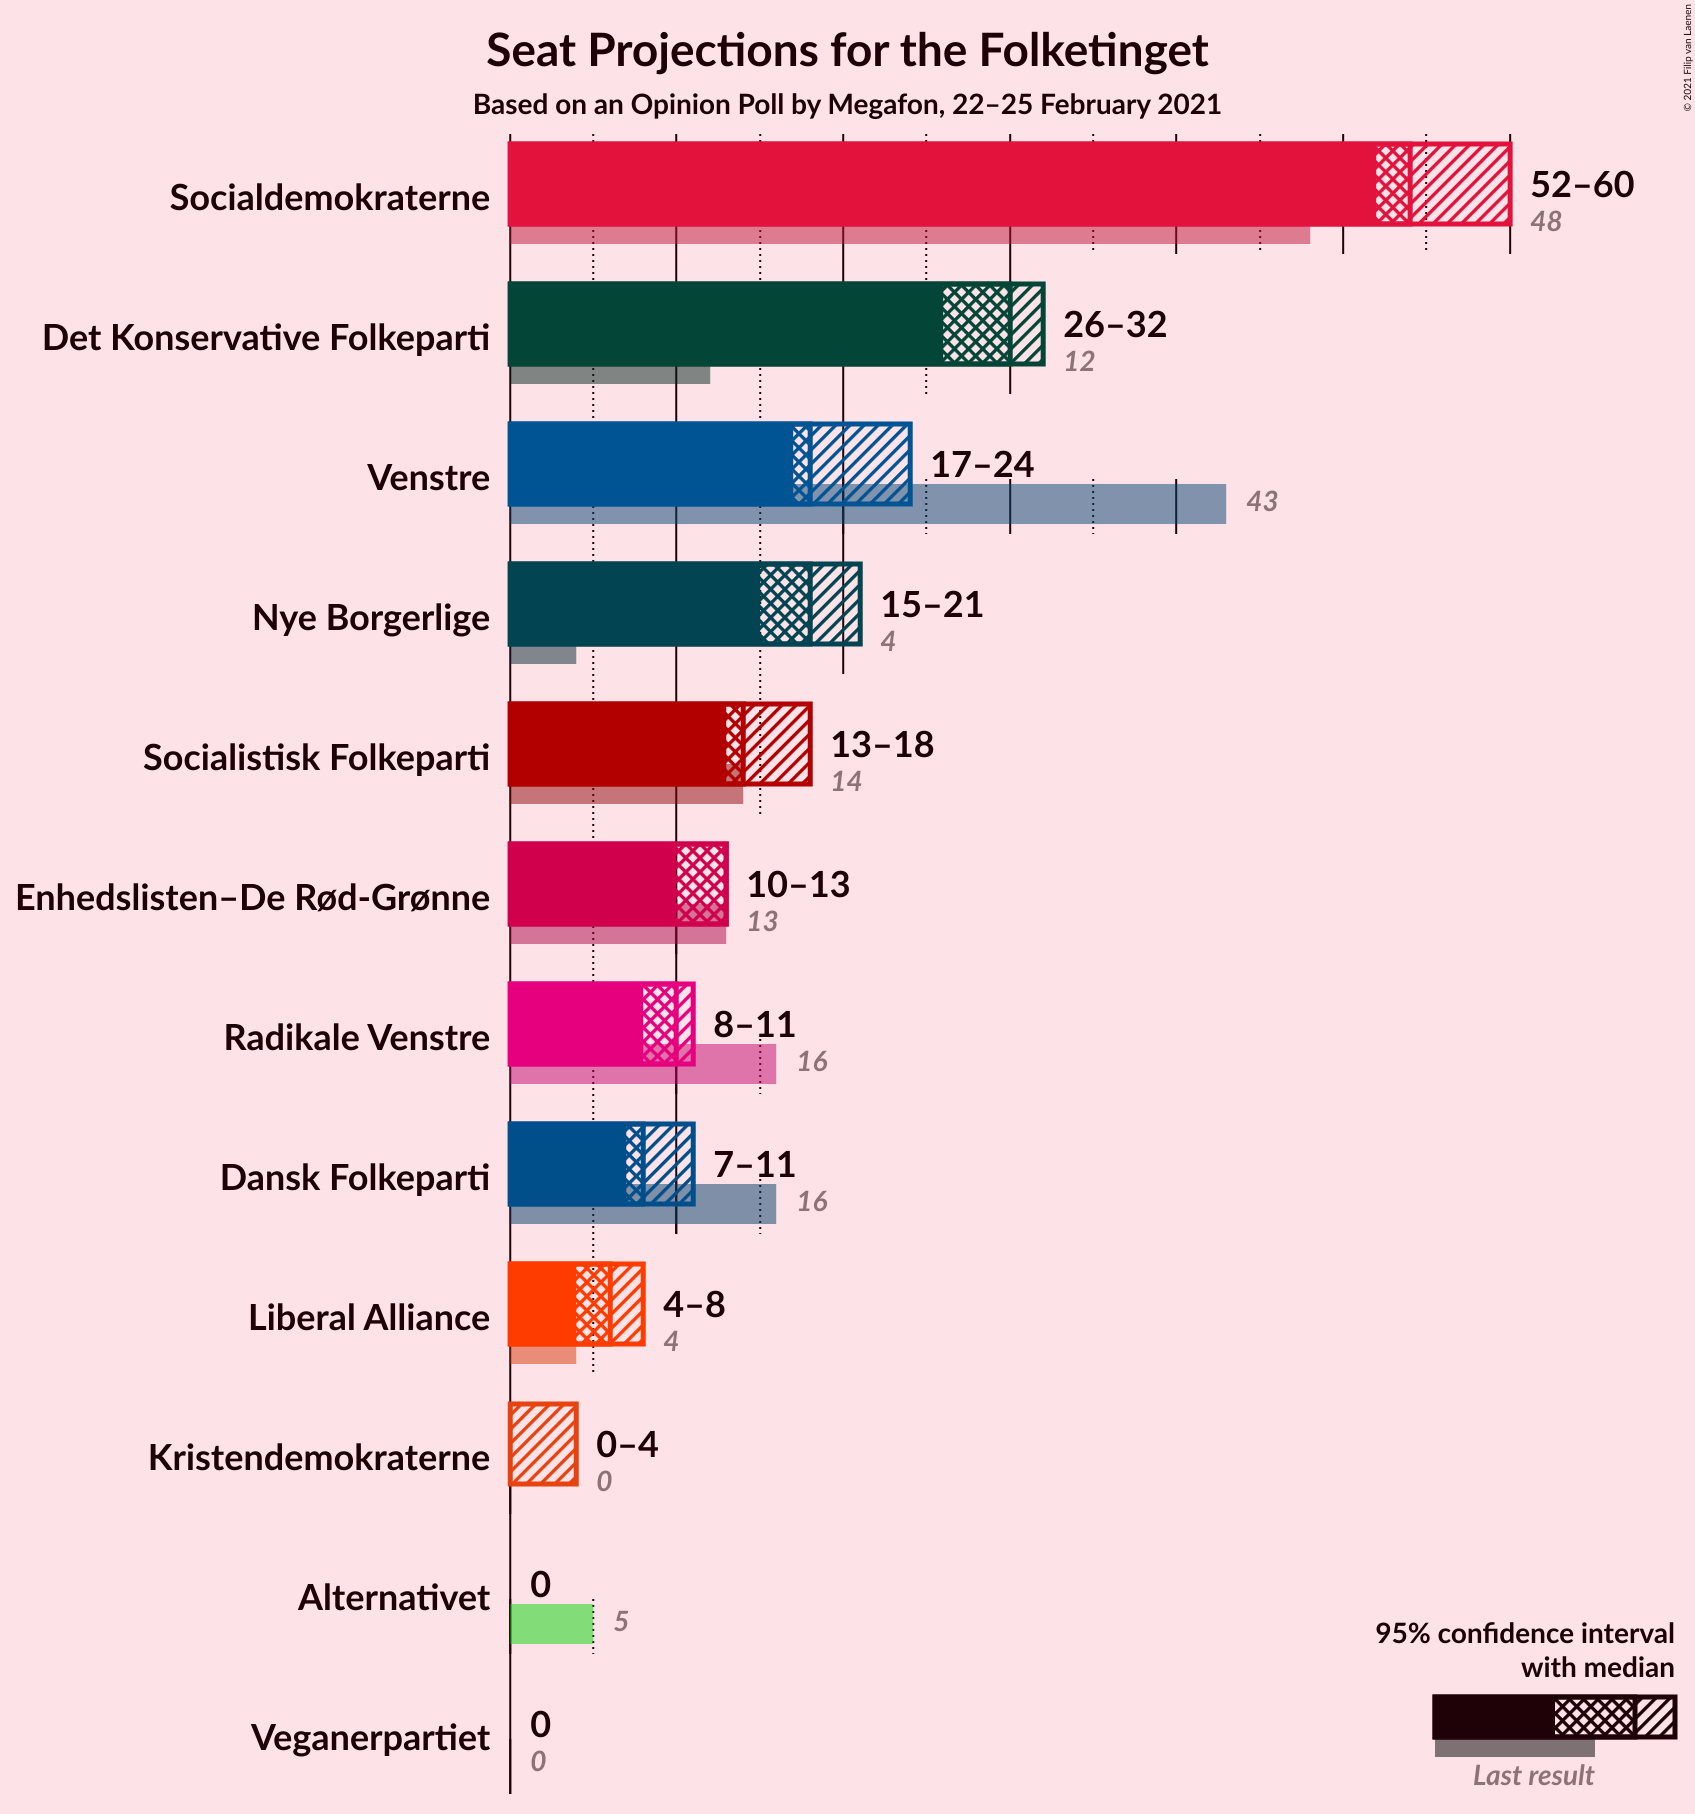 Seat Projections for the Folketinget
Based on an Opinion Poll by Megafon, 22–25 February 2021
© 2021 Filip van Laenen
Socialdemokraterne
52–60
48
Det Konservative Folkeparti
26–32
12
Venstre
17–24
43
Nye Borgerlige
15–21
4
Socialistisk Folkeparti
13–18
14
Enhedslisten–De Rød-Grønne
10–13
13
Radikale Venstre
8–11
16
Dansk Folkeparti
7–11
16
Liberal Alliance
4–8
4
Kristendemokraterne
0–4
0
Alternativet
0
5
Veganerpartiet
0
0
95% confidence interval
with median
Last result